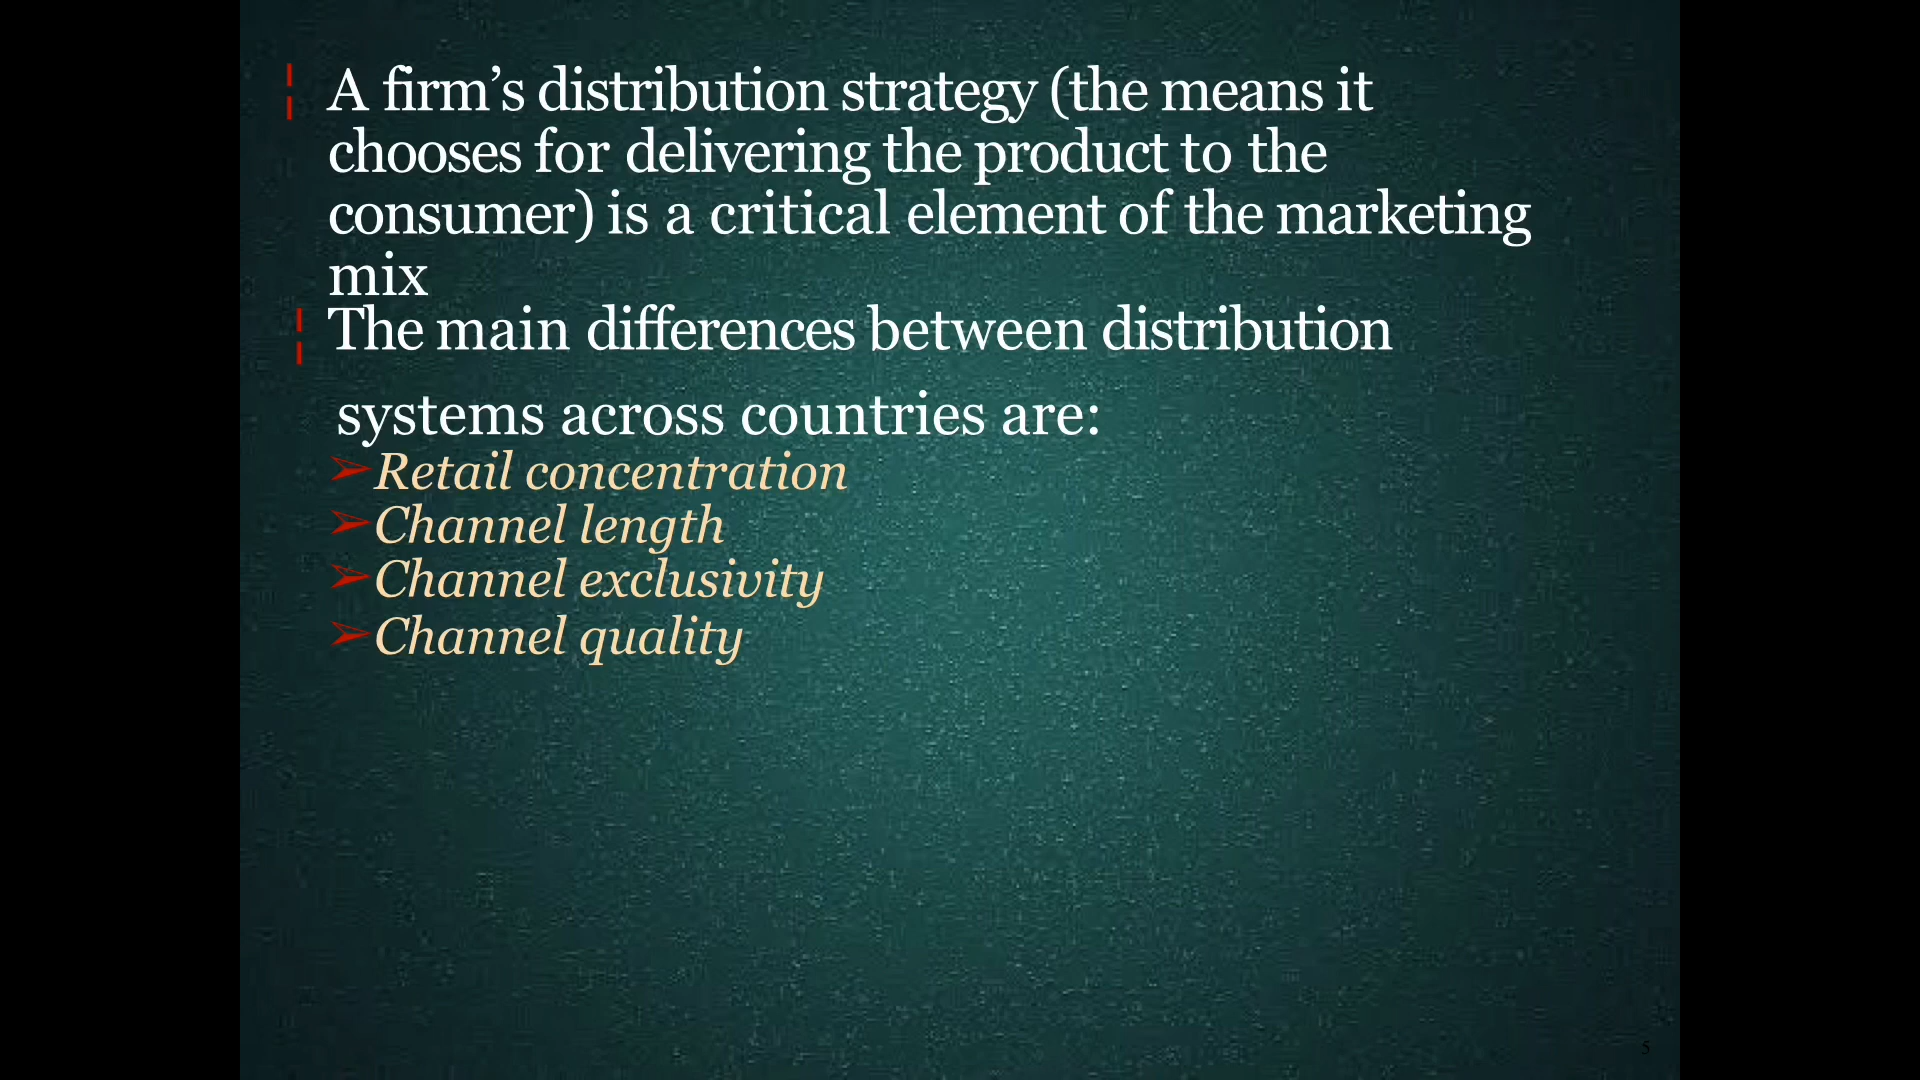 ¦ A firm’s distribution strategy (the means it
chooses for delivering the product to the
consumer) is a critical element of the marketing
mix
¦ The main differences between distribution
systems across countries are:
➢Retail concentration
➢Channel length
➢Channel exclusivity
➢Channel quality
5